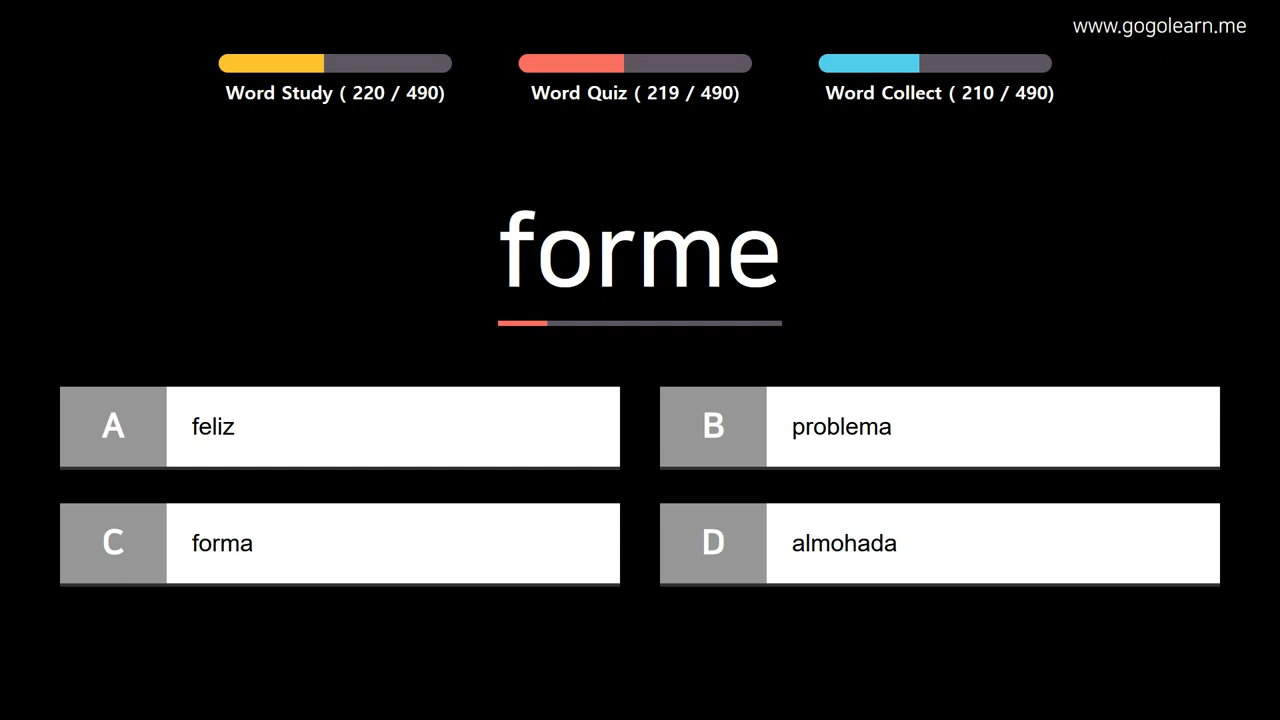 www.gogolearn.me
Word Study ( 220 / 490)
Word Quiz ( 219 / 490)
Word Collect ( 210 / 490)
forme
A feliz
B problema
C forma
D almohada